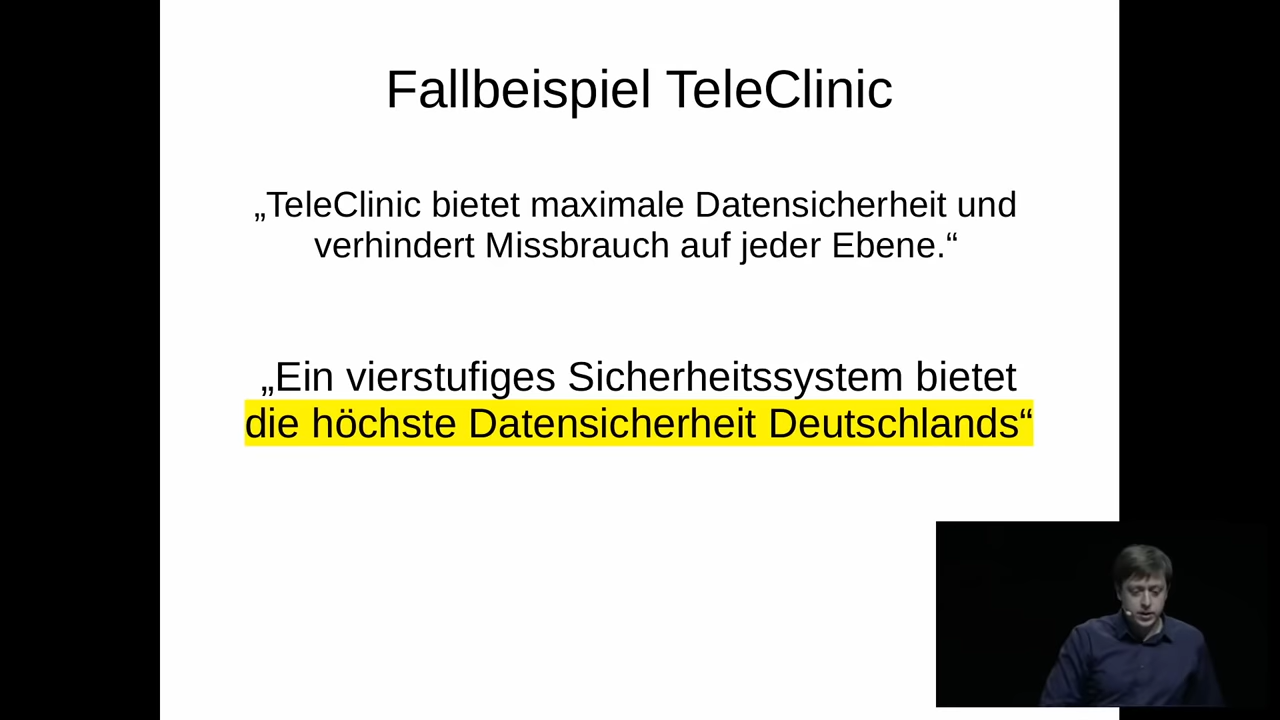 Fallbeispiel TeleClinic
„TeleClinic bietet maximale Datensicherheit und
verhindert Missbrauch auf jeder Ebene.“
„Ein vierstufiges Sicherheitssystem bietet
die höchste Datensicherheit Deutschlands“